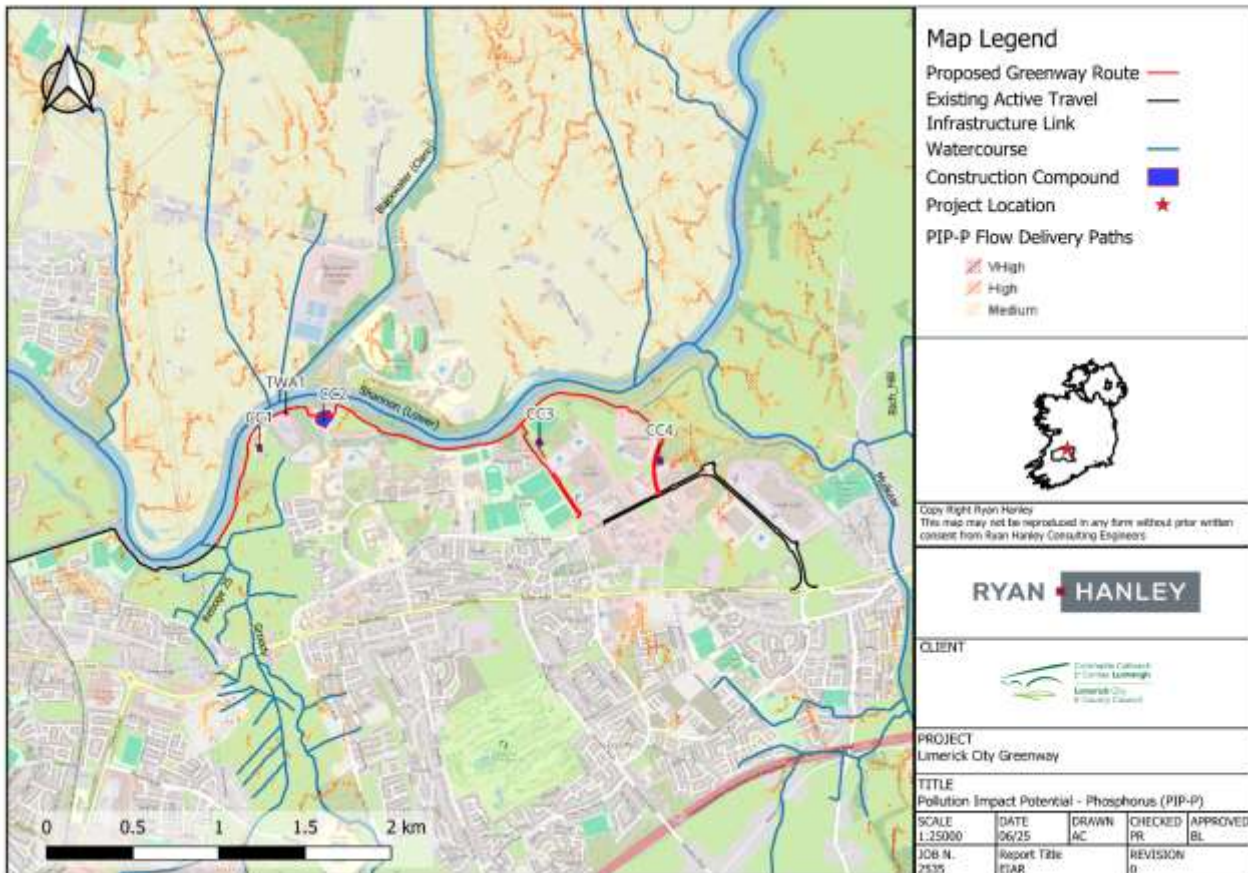 TWA1
CC2
CC1
CC3
CC4
Blackwater (Clare)
Shannon (Lower)
Rich_Hill
Mulkear
Groody
0 0.5 1 1.5 2 km
Map Legend
Proposed Greenway Route
Existing Active Travel
Infrastructure Link
Watercourse
Construction Compound
Project Location
PIP-P Flow Delivery Paths
VHigh
High
Medium
Copy Right Ryan Hanley
This map may not be reproduced in any form without prior written
consent from Ryan Hanley Consulting Engineers
RYAN HANLEY
CLIENT
Comhairle Cathrach
& Contae Luimnigh
Limerick City
& County Council
PROJECT
Limerick City Greenway
TITLE
Pollution Impact Potential - Phosphorus (PIP-P)
SCALE DATE DRAWN CHECKED APPROVED
1:25000 06/25 AC PR BL
JOB N. Report Title REVISION
2535 EIAR 0